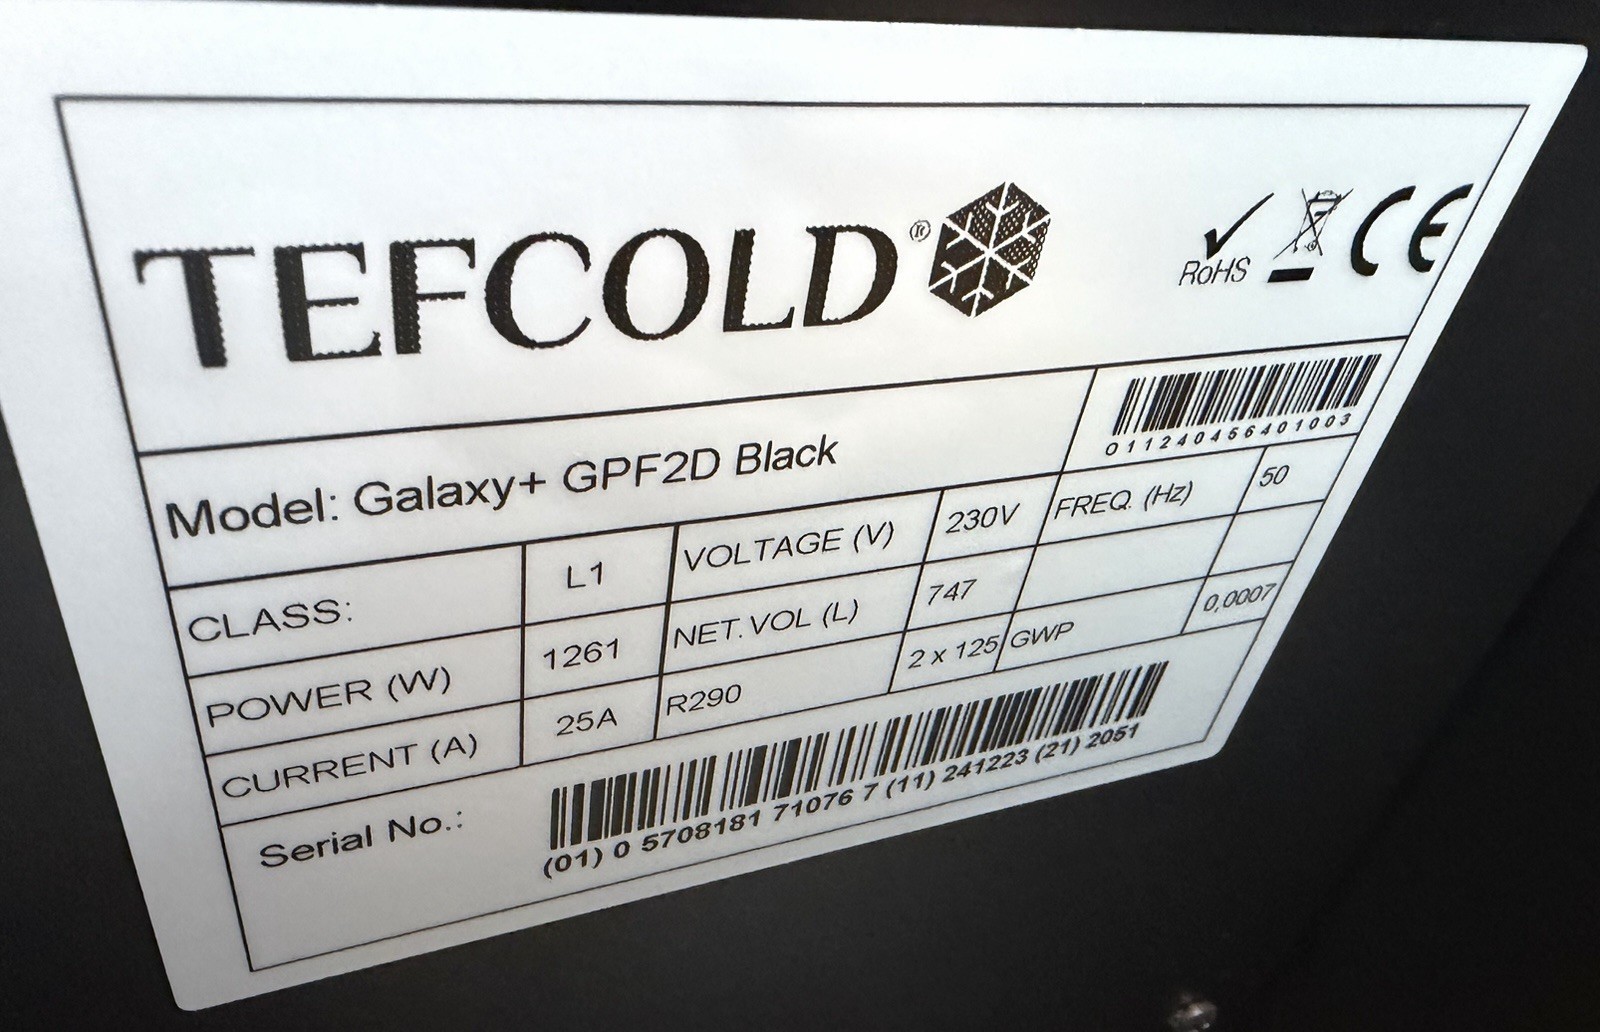 TEFCOLD®
RoHS CE
Model: Galaxy+ GPF2D Black
011240456401003
CLASS: L1 VOLTAGE (V) 230V FREQ. (Hz) 50
POWER (W) 1261 NET. VOL (L) 747
CURRENT (A) 25A R290 2 x 125 GWP 0,0007
Serial No.:
(01) 0 5708181 71076 7 (11) 241223 (21) 2051